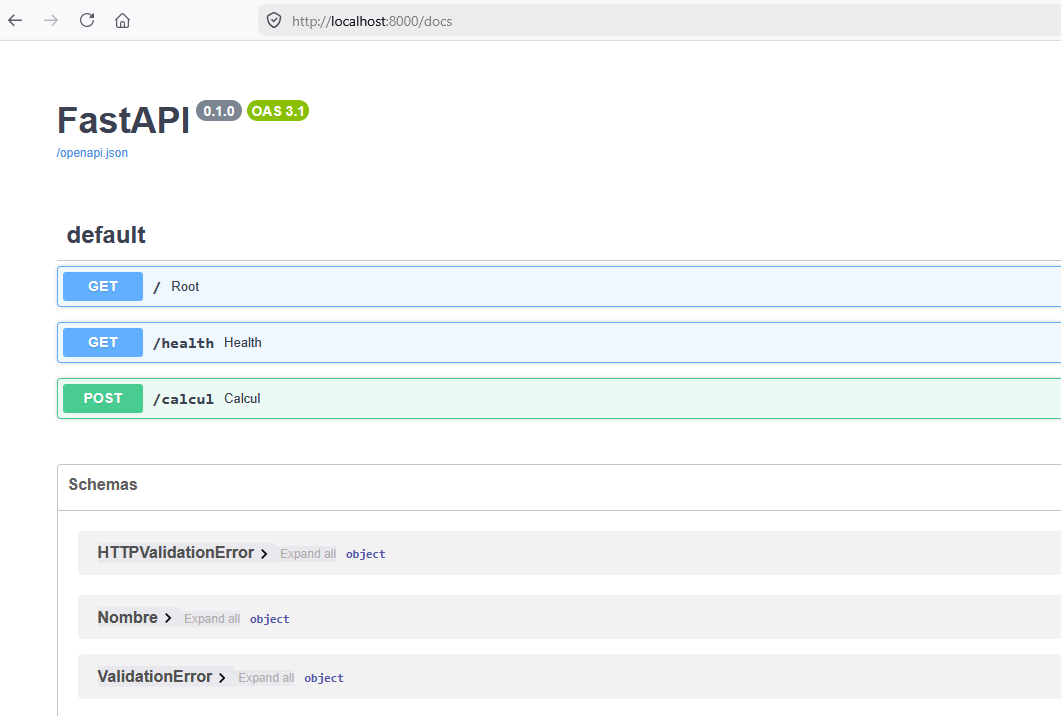 http://localhost:8000/docs
FastAPI 0.1.0 OAS 3.1
/openapi.json
default
GET / Root
GET /health Health
POST /calcul Calcul
Schemas
HTTPValidationError Expand all object
Nombre Expand all object
ValidationError Expand all object